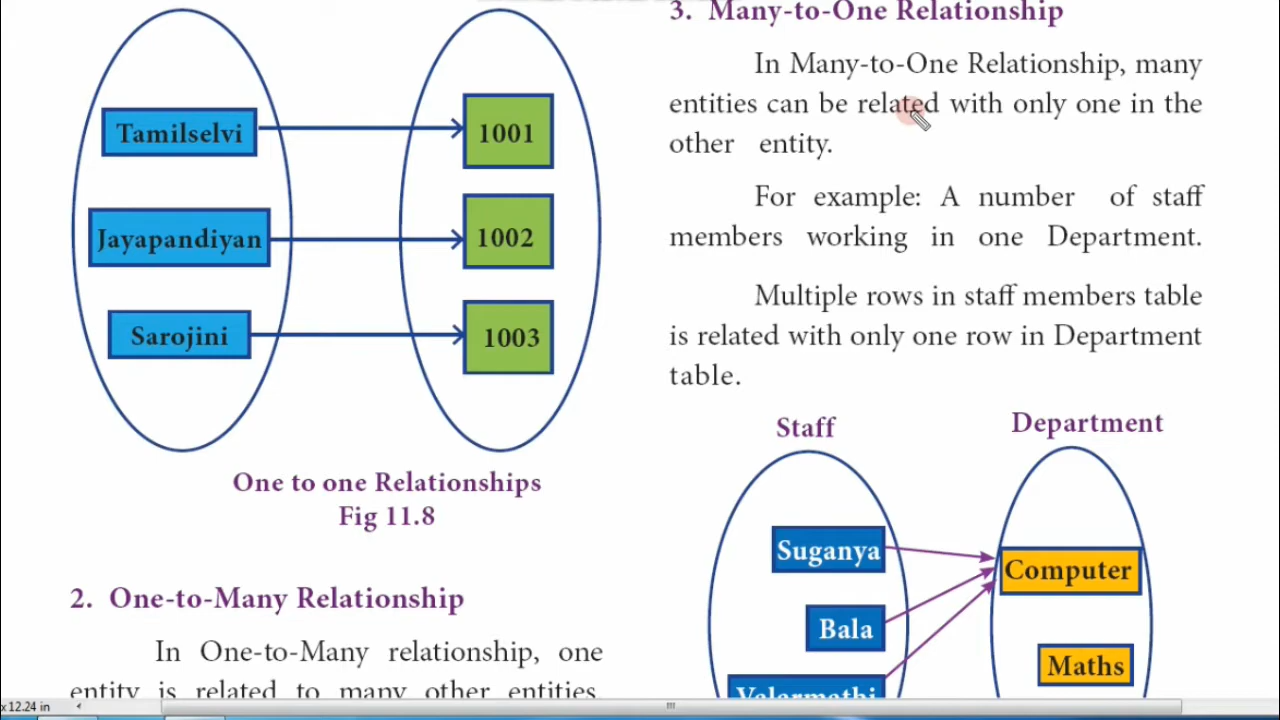 Tamilselvi
1001
Jayapandiyan
1002
Sarojini
1003
One to one Relationships
Fig 11.8
2. One-to-Many Relationship
In One-to-Many relationship, one
entity is related to many other entities.
3. Many-to-One Relationship
In Many-to-One Relationship, many
entities can be related with only one in the
other entity.
For example: A number of staff
members working in one Department.
Multiple rows in staff members table
is related with only one row in Department
table.
Staff
Department
Suganya
Computer
Bala
Maths
Valarmathi
x 12.24 in